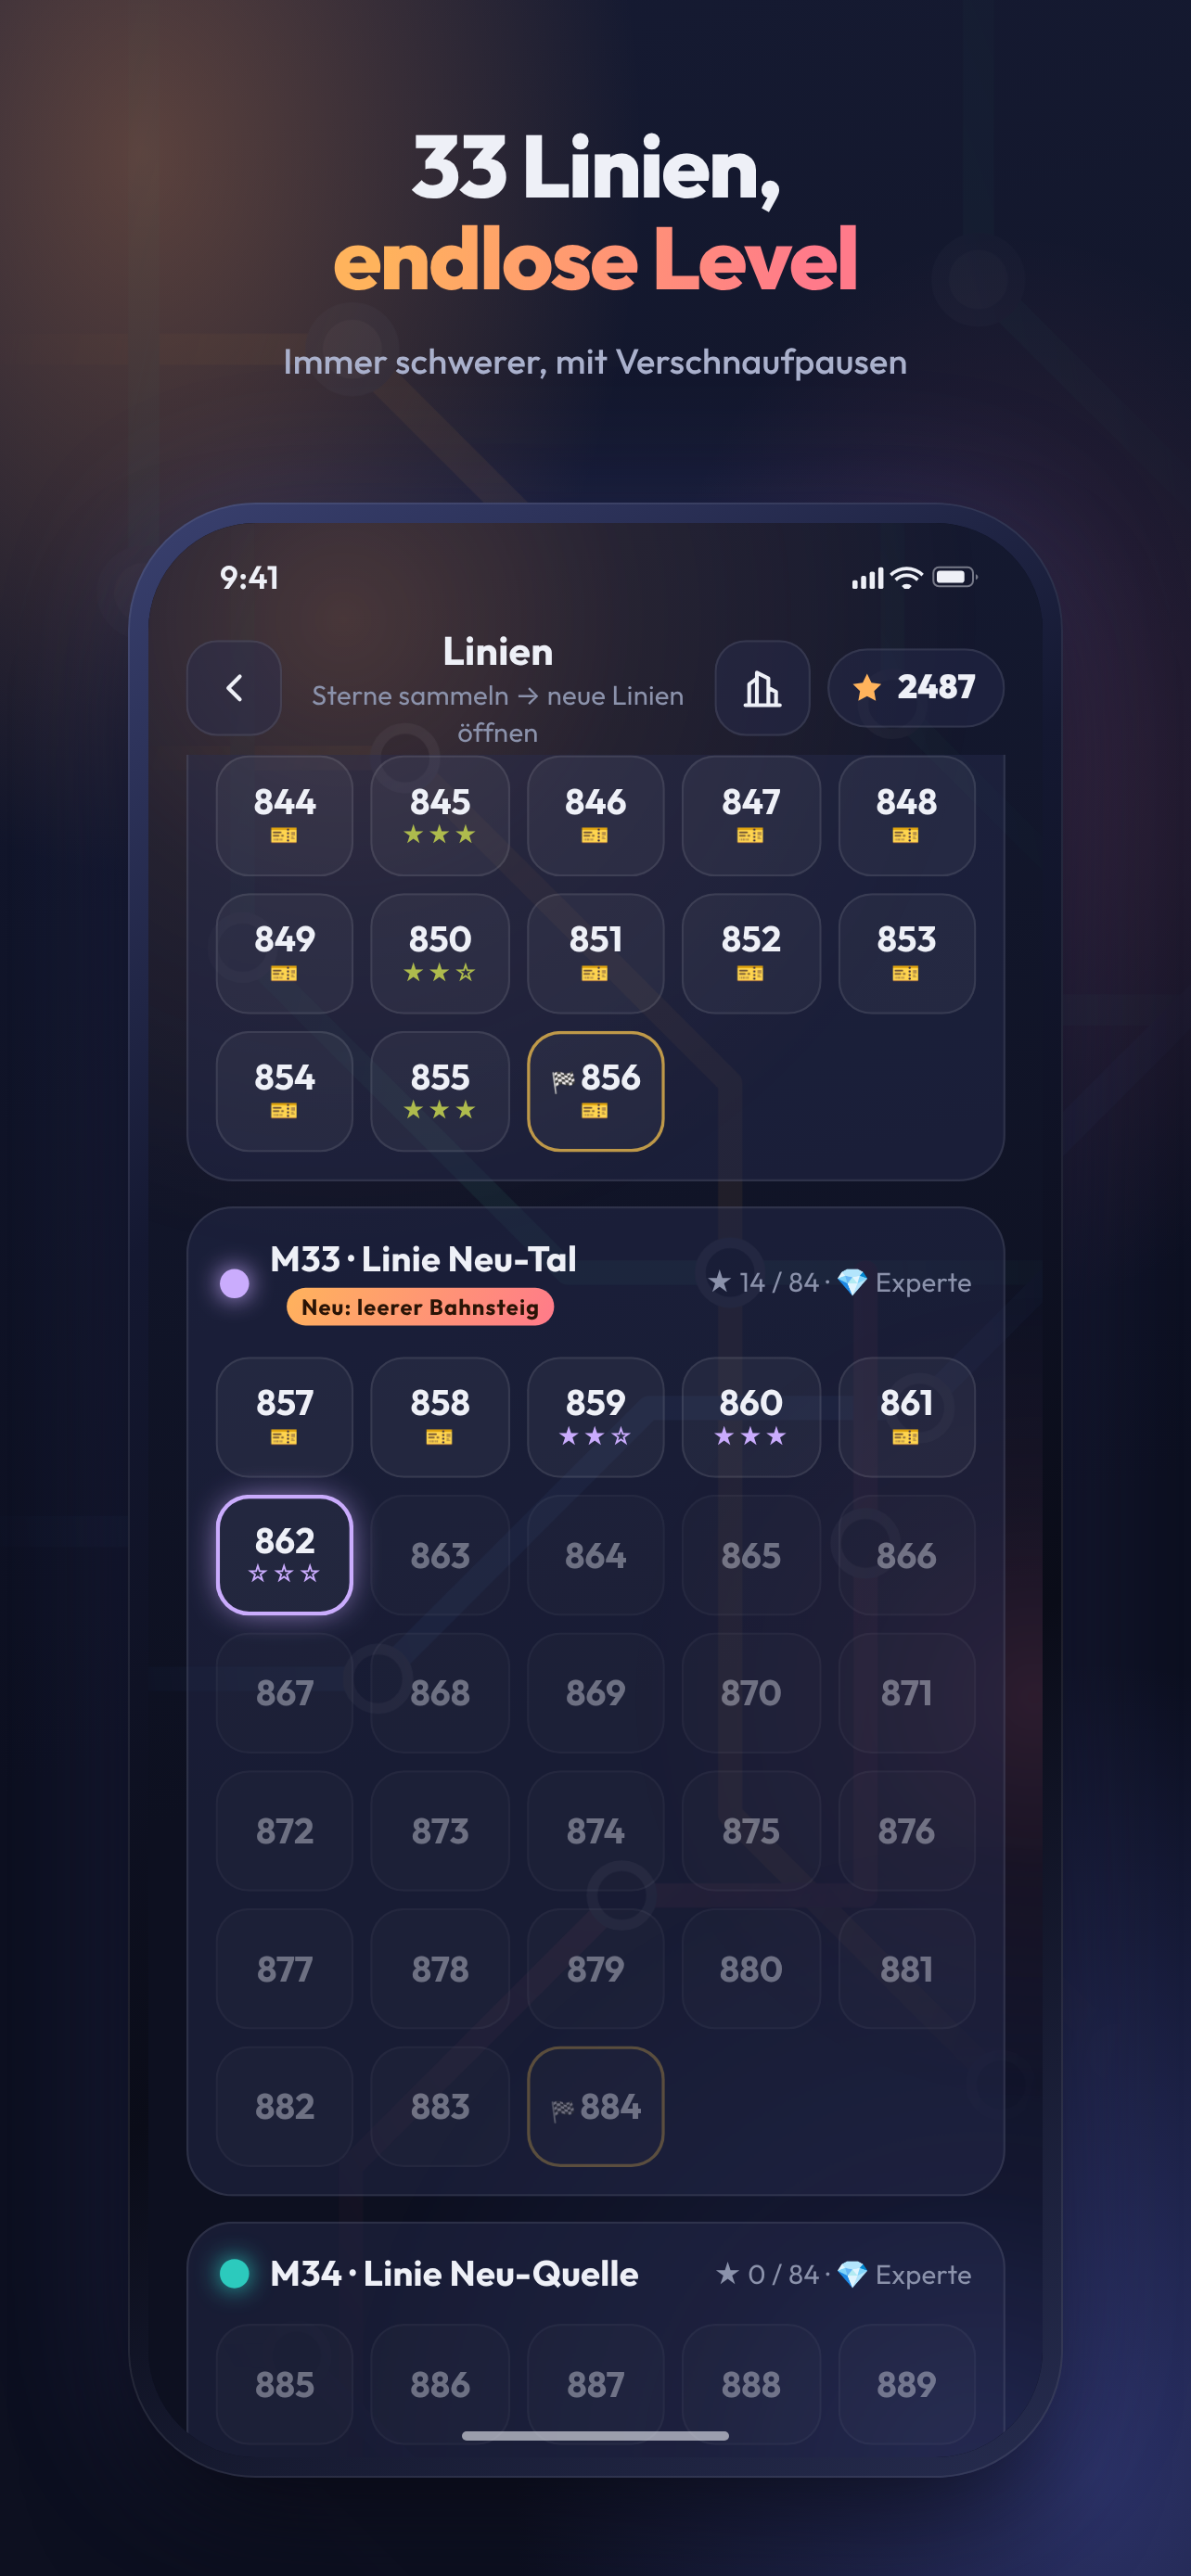 33 Linien,
endlose Level
Immer schwerer, mit Verschnaufpausen
9:41
Linien
Sterne sammeln → neue Linien
öffnen
2487
844 845 846 847 848
849 850 851 852 853
854 855 856
M33 · Linie Neu-Tal
★ 14 / 84 · 💎 Experte
Neu: leerer Bahnsteig
857 858 859 860 861
862 863 864 865 866
867 868 869 870 871
872 873 874 875 876
877 878 879 880 881
882 883 884
M34 · Linie Neu-Quelle
★ 0 / 84 · 💎 Experte
885 886 887 888 889